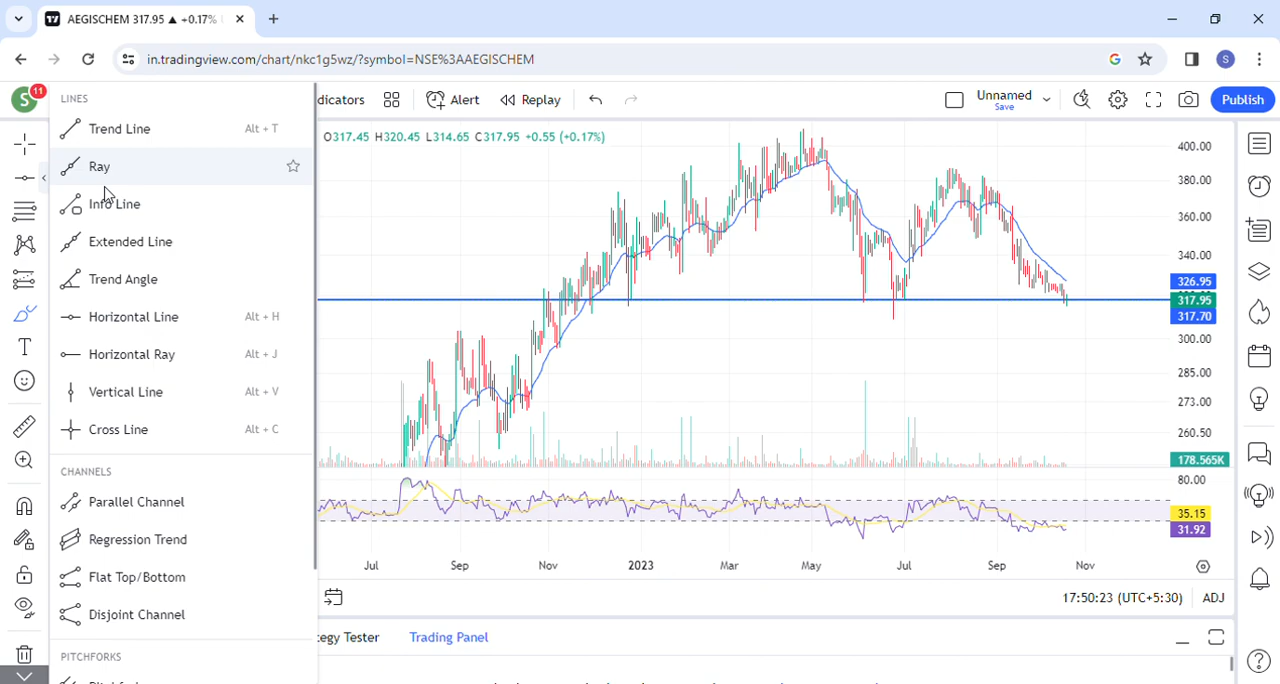 AEGISCHEM 317.95 ▲ +0.17%
in.tradingview.com/chart/nkc1g5wz/?symbol=NSE%3AAEGISCHEM
S
S
11
LINES
Trend Line Alt + T
Ray
Info Line
Extended Line
Trend Angle
Horizontal Line Alt + H
Horizontal Ray Alt + J
Vertical Line Alt + V
Cross Line Alt + C
CHANNELS
Parallel Channel
Regression Trend
Flat Top/Bottom
Disjoint Channel
PITCHFORKS
dicators
Alert
Replay
Unnamed
Save
Publish
O317.45 H320.45 L314.65 C317.95 +0.55 (+0.17%)
400.00
380.00
360.00
340.00
326.95
317.95
317.70
300.00
285.00
273.00
260.50
178.565K
80.00
35.15
31.92
Jul Sep Nov 2023 Mar May Jul Sep Nov
17:50:23 (UTC+5:30) ADJ
tegy Tester Trading Panel